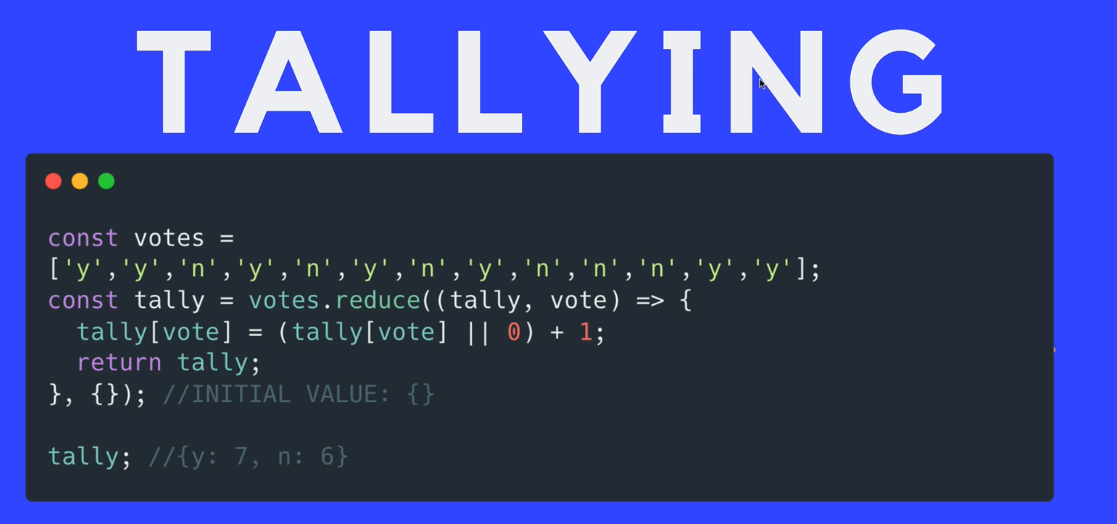 TALLYING
const votes =
['y','y','n','y','n','y','n','y','n','n','n','y','y'];
const tally = votes.reduce((tally, vote) => {
  tally[vote] = (tally[vote] || 0) + 1;
  return tally;
}, {}); //INITIAL VALUE: {}
tally; //{y: 7, n: 6}